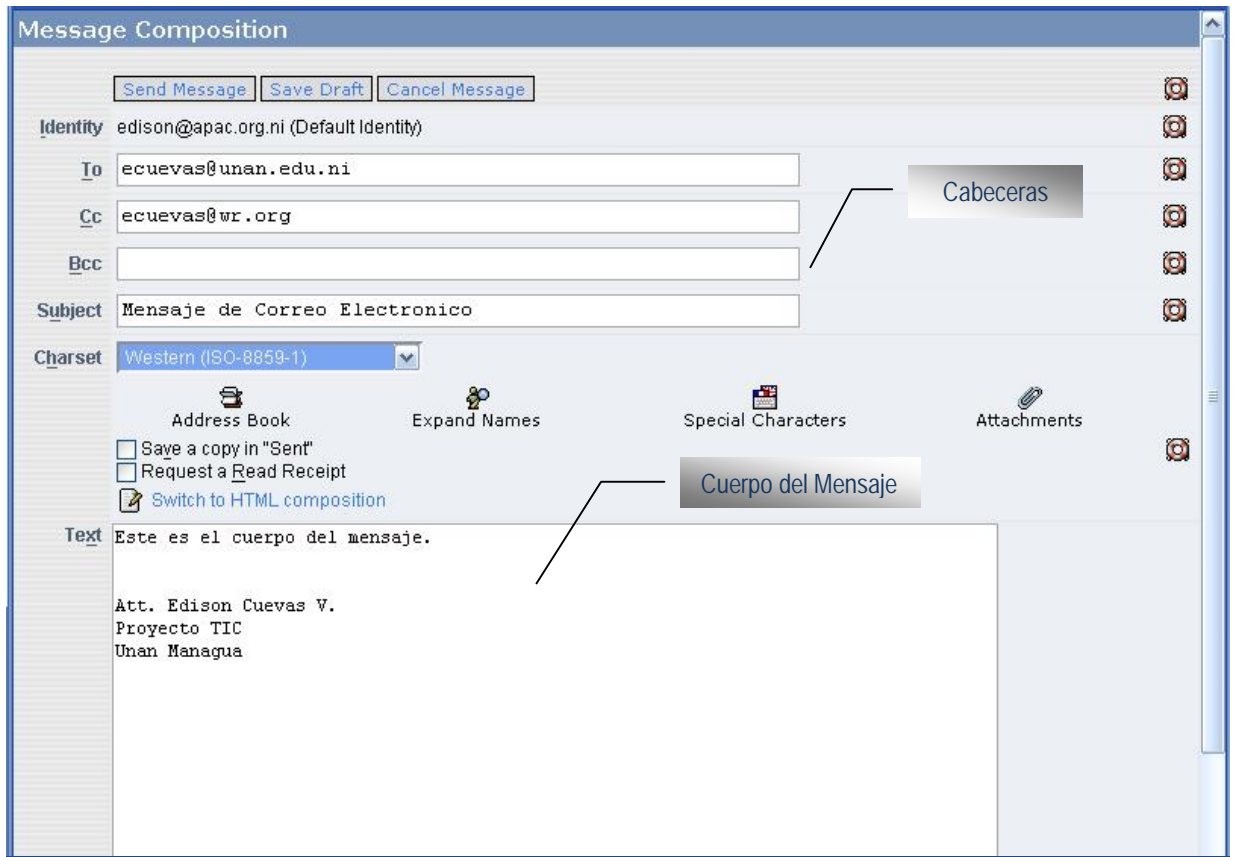 Message Composition
Send Message Save Draft Cancel Message
Identity edison@apac.org.ni (Default Identity)
To ecuevas@unan.edu.ni
Cabeceras
Cc ecuevas@wr.org
Bcc
Subject Mensaje de Correo Electronico
Charset Western (ISO-8859-1)
Address Book Expand Names Special Characters Attachments
Save a copy in "Sent"
Request a Read Receipt
Cuerpo del Mensaje
Switch to HTML composition
Text Este es el cuerpo del mensaje.
Att. Edison Cuevas V.
Proyecto TIC
Unan Managua